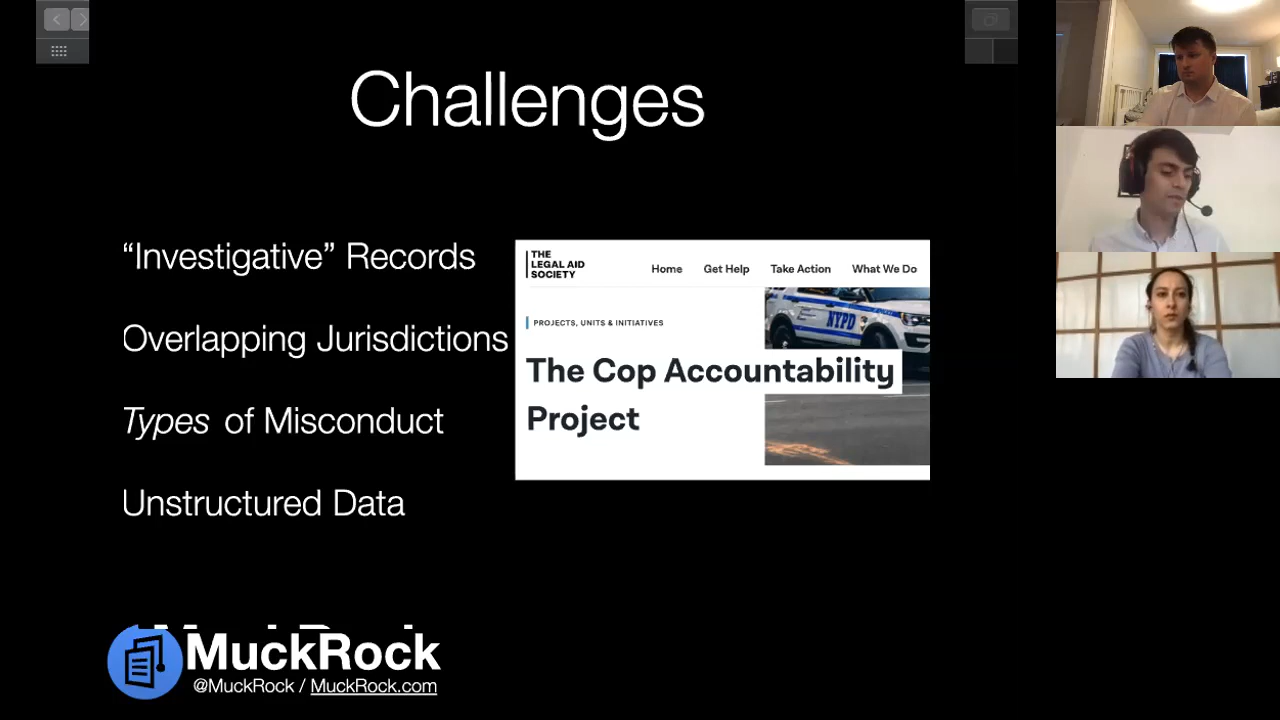 Challenges
“Investigative” Records
Overlapping Jurisdictions
Types of Misconduct
Unstructured Data
THE
LEGAL AID
SOCIETY
Home Get Help Take Action What We Do
PROJECTS, UNITS & INITIATIVES
NYPD
The Cop Accountability
Project
MuckRock
@MuckRock / MuckRock.com